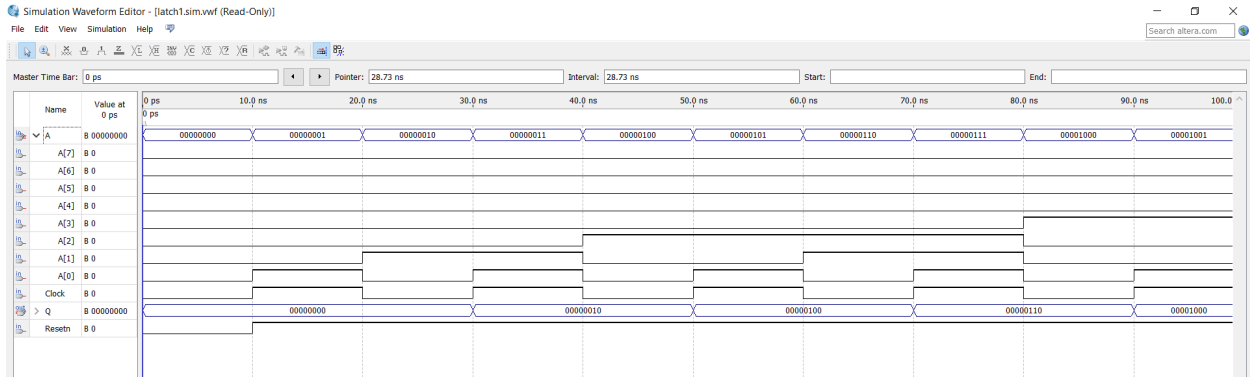 Simulation Waveform Editor - [latch1.sim.vwf (Read-Only)]
File Edit View Simulation Help
Search altera.com
Master Time Bar: 0 ps Pointer: 28.73 ns Interval: 28.73 ns Start: End:
Name Value at 0 ps
0 ps 10.0 ns 20.0 ns 30.0 ns 40.0 ns 50.0 ns 60.0 ns 70.0 ns 80.0 ns 90.0 ns 100.0
0 ps
A B 00000000 00000000 00000001 00000010 00000011 00000100 00000101 00000110 00000111 00001000 00001001
A[7] B 0
A[6] B 0
A[5] B 0
A[4] B 0
A[3] B 0
A[2] B 0
A[1] B 0
A[0] B 0
Clock B 0
Q B 00000000 00000000 00000010 00000100 00000110 00001000
Resetn B 0